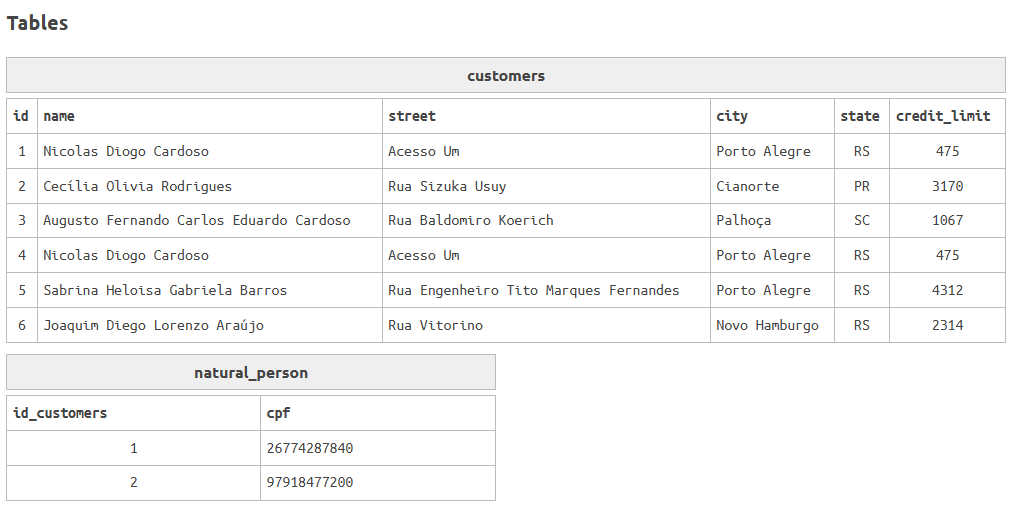 Tables
customers
id name street city state credit_limit
1 Nicolas Diogo Cardoso Acesso Um Porto Alegre RS 475
2 Cecília Olivia Rodrigues Rua Sizuka Usuy Cianorte PR 3170
3 Augusto Fernando Carlos Eduardo Cardoso Rua Baldomiro Koerich Palhoça SC 1067
4 Nicolas Diogo Cardoso Acesso Um Porto Alegre RS 475
5 Sabrina Heloisa Gabriela Barros Rua Engenheiro Tito Marques Fernandes Porto Alegre RS 4312
6 Joaquim Diego Lorenzo Araújo Rua Vitorino Novo Hamburgo RS 2314
natural_person
id_customers cpf
1 26774287840
2 97918477200